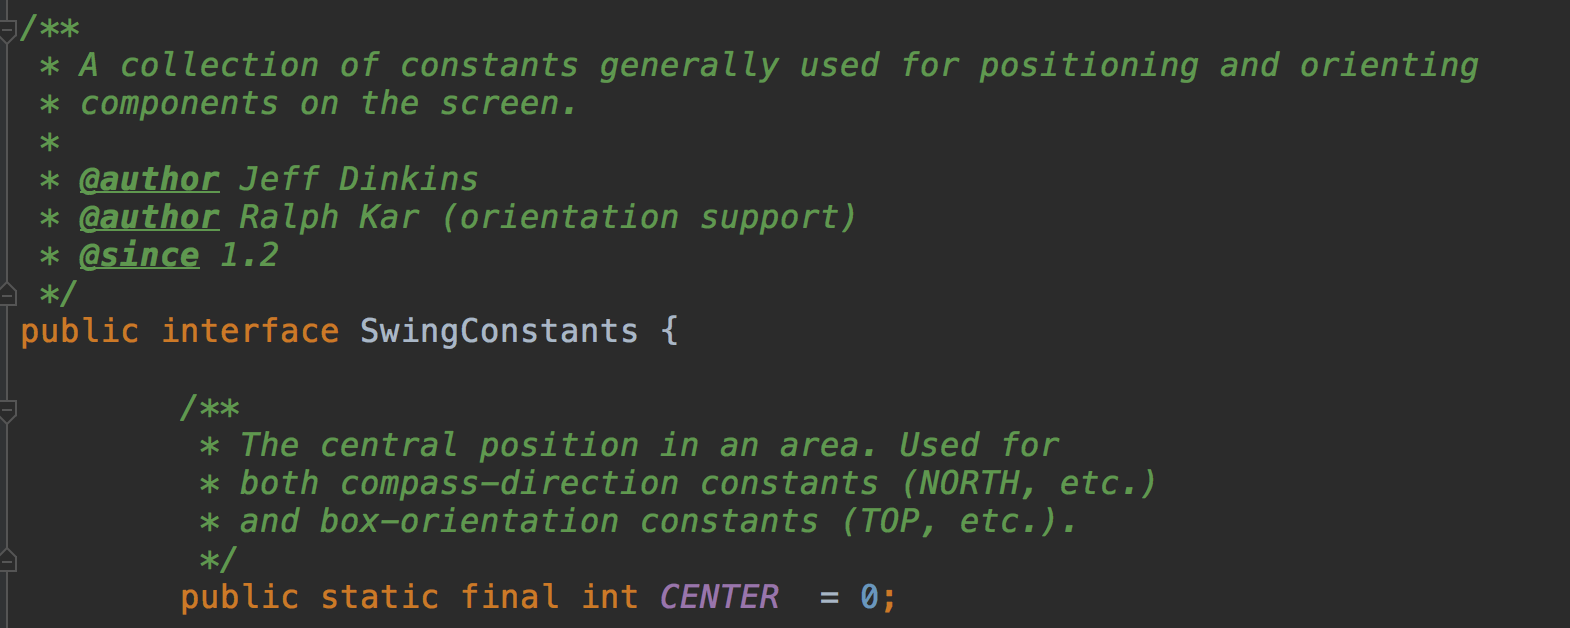 /**
 * A collection of constants generally used for positioning and orienting
 * components on the screen.
 *
 * @author Jeff Dinkins
 * @author Ralph Kar (orientation support)
 * @since 1.2
 */
public interface SwingConstants {

        /**
         * The central position in an area. Used for
         * both compass-direction constants (NORTH, etc.)
         * and box-orientation constants (TOP, etc.).
         */
        public static final int CENTER  = 0;